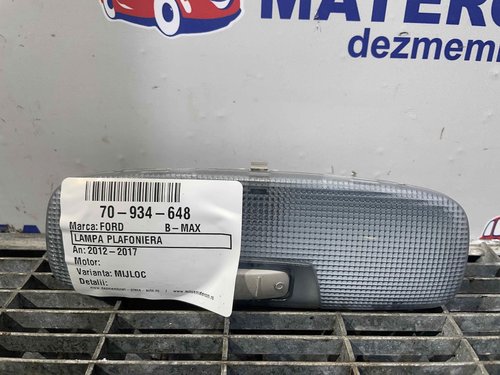 MATERO
dezmem
70-934-648
Marca: FORD B-MAX
LAMPA PLAFONIERA
An: 2012-2017
Motor:
Varianta: MIJLOC
Detalii: